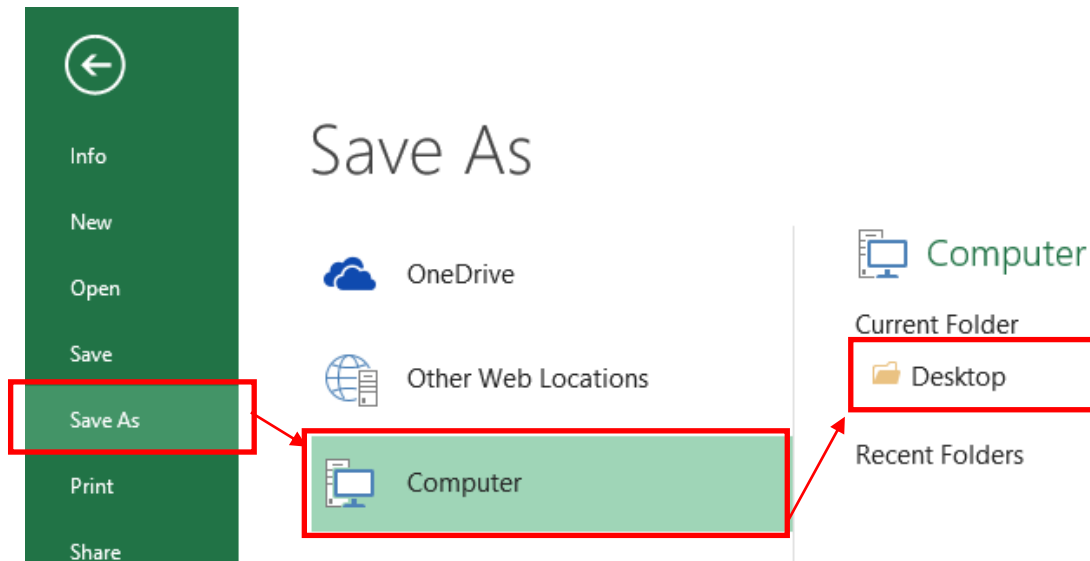 Info
New
Open
Save
Save As
Print
Share
Save As
OneDrive
Other Web Locations
Computer
Computer
Current Folder
Desktop
Recent Folders